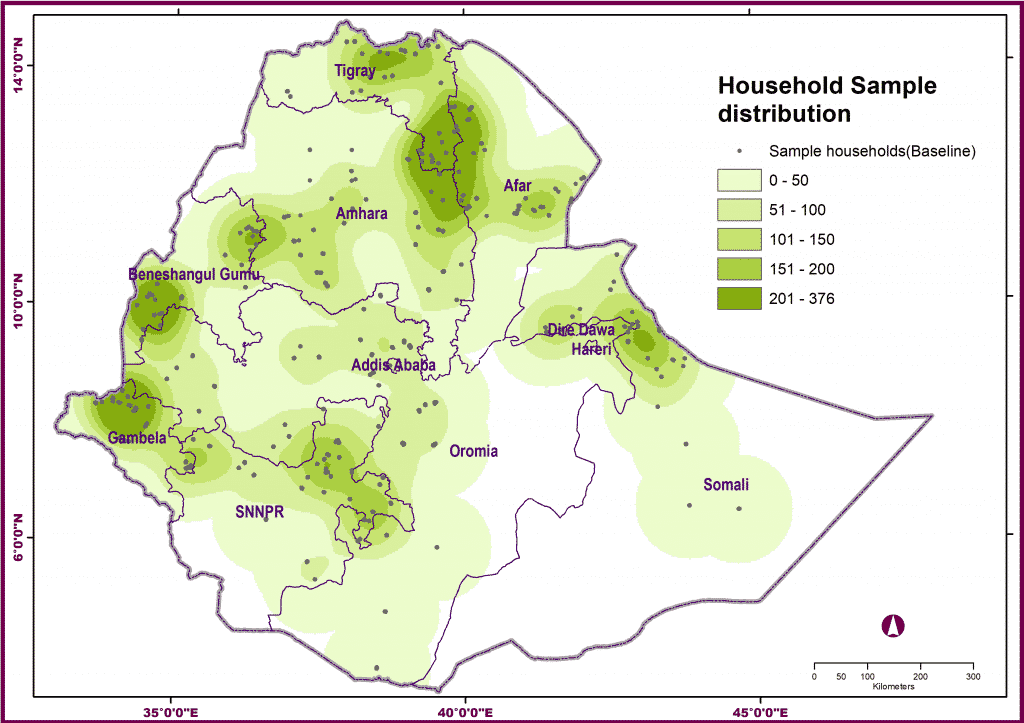 Household Sample
distribution
Sample households(Baseline)
0 - 50
51 - 100
101 - 150
151 - 200
201 - 376
Tigray
Afar
Amhara
Beneshangul Gumu
Dire Dawa
Hareri
Addis Ababa
Gambela
Oromia
Somali
SNNPR
14°0'0"N
10°0'0"N
6°0'0"N
35°0'0"E
40°0'0"E
45°0'0"E
0 50 100 200 300
Kilometers